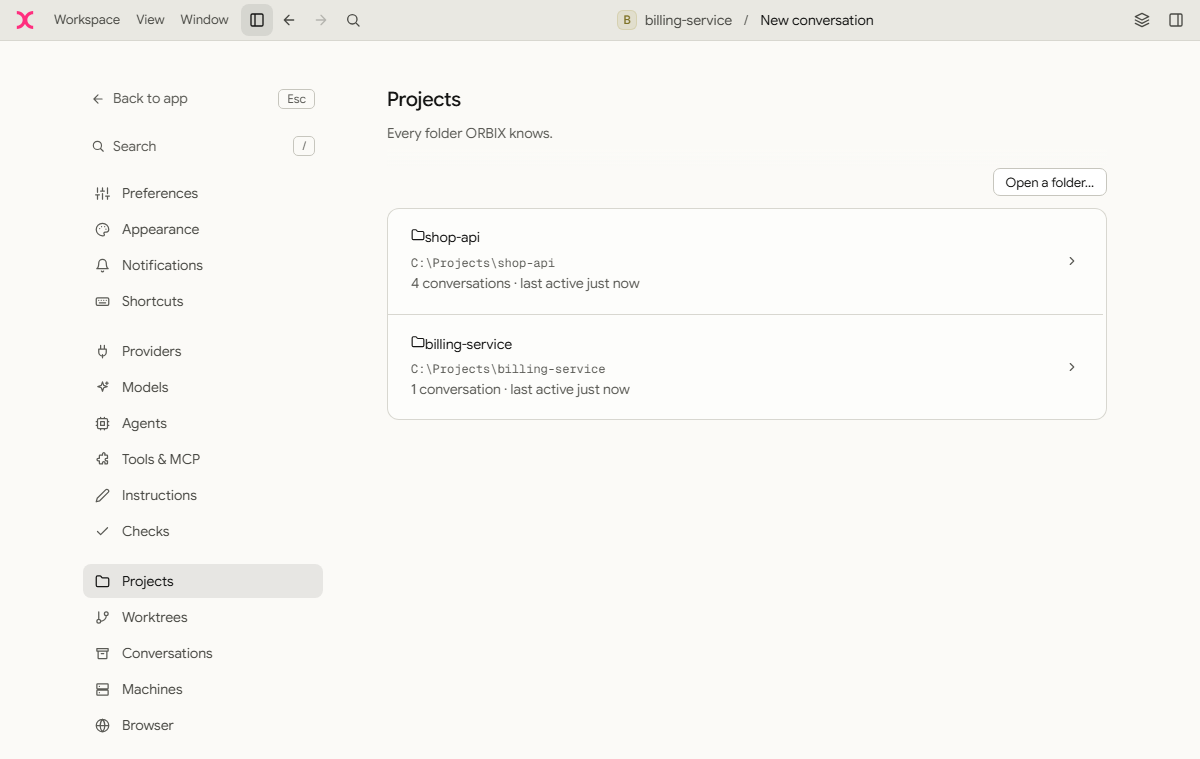 Workspace View Window
B billing-service / New conversation
Back to app Esc
Search /
Preferences
Appearance
Notifications
Shortcuts
Providers
Models
Agents
Tools & MCP
Instructions
Checks
Projects
Worktrees
Conversations
Machines
Browser
Projects
Every folder ORBIX knows.
Open a folder...
shop-api
C:\Projects\shop-api
4 conversations · last active just now
billing-service
C:\Projects\billing-service
1 conversation · last active just now